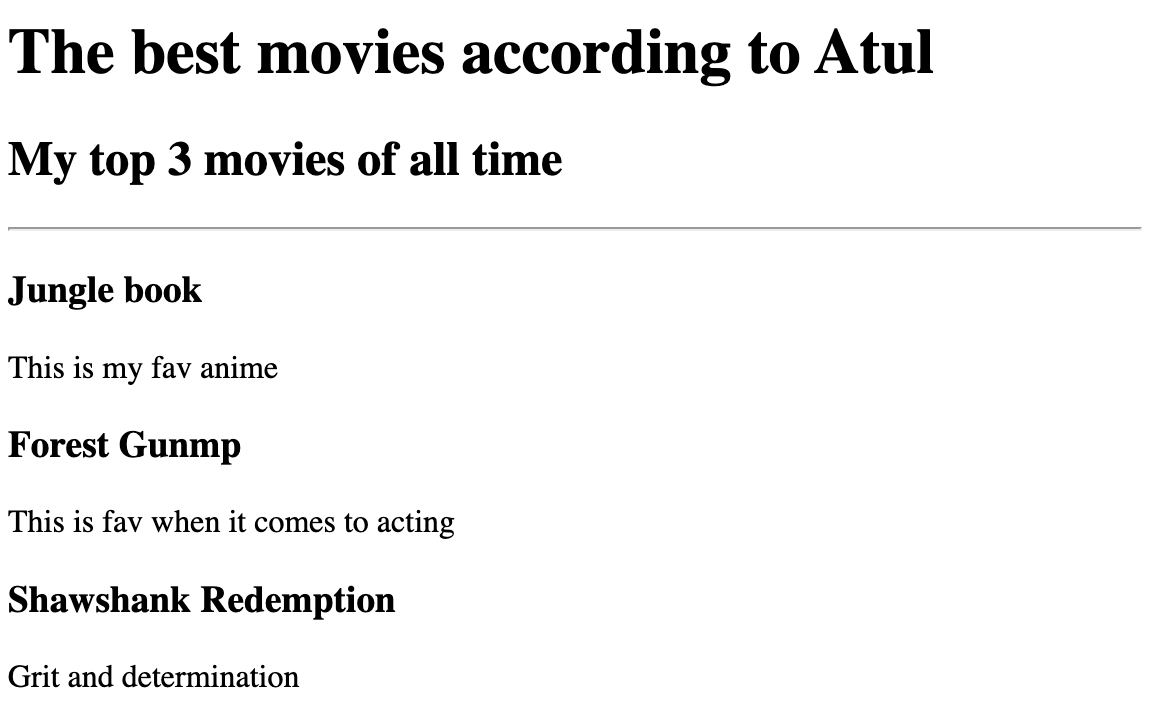 The best movies according to Atul
My top 3 movies of all time
Jungle book
This is my fav anime
Forest Gunmp
This is fav when it comes to acting
Shawshank Redemption
Grit and determination